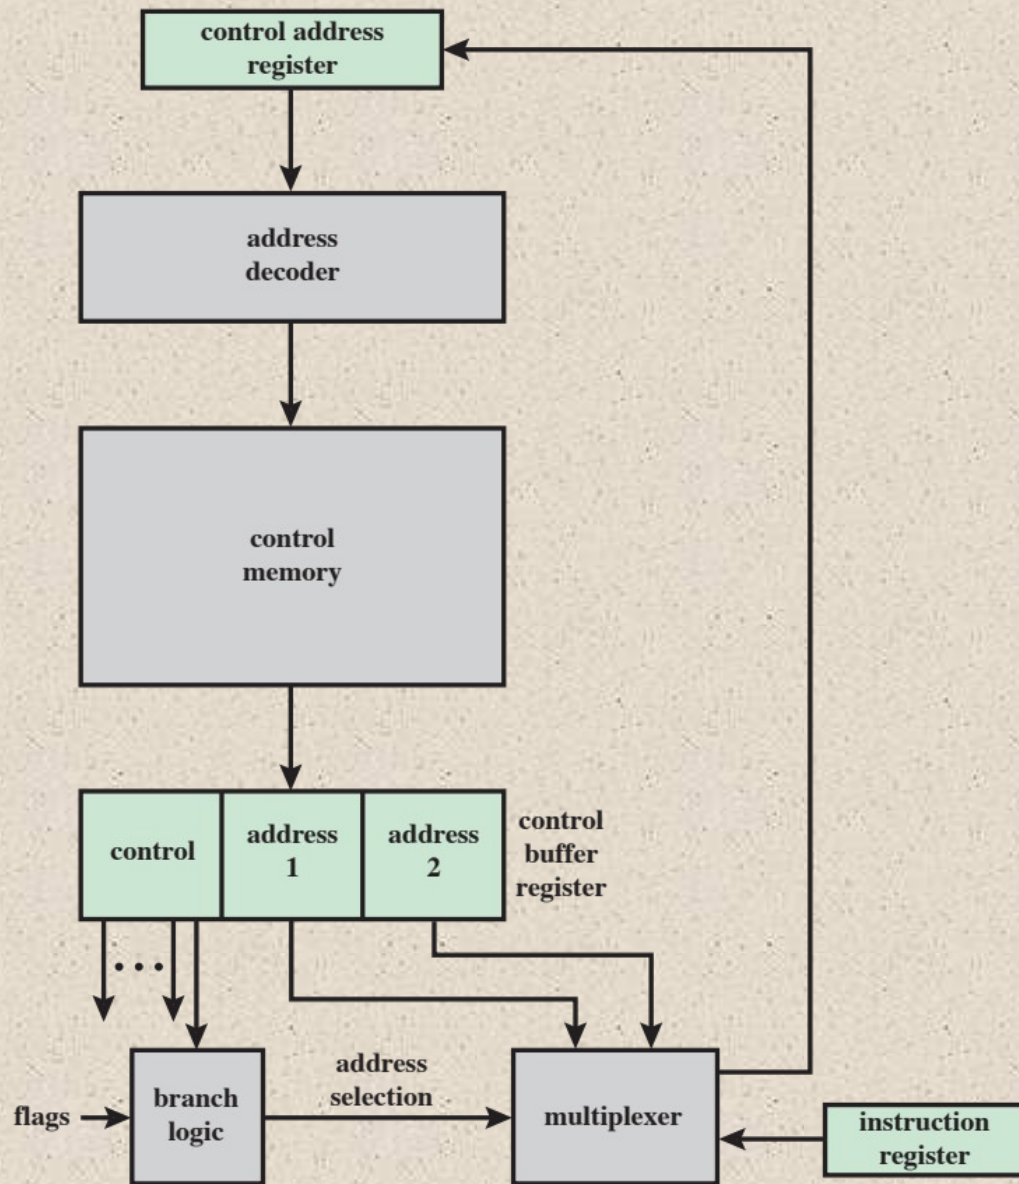 control address
register
address
decoder
control
memory
control
address
1
address
2
control
buffer
register
• • •
flags
branch
logic
address
selection
multiplexer
instruction
register